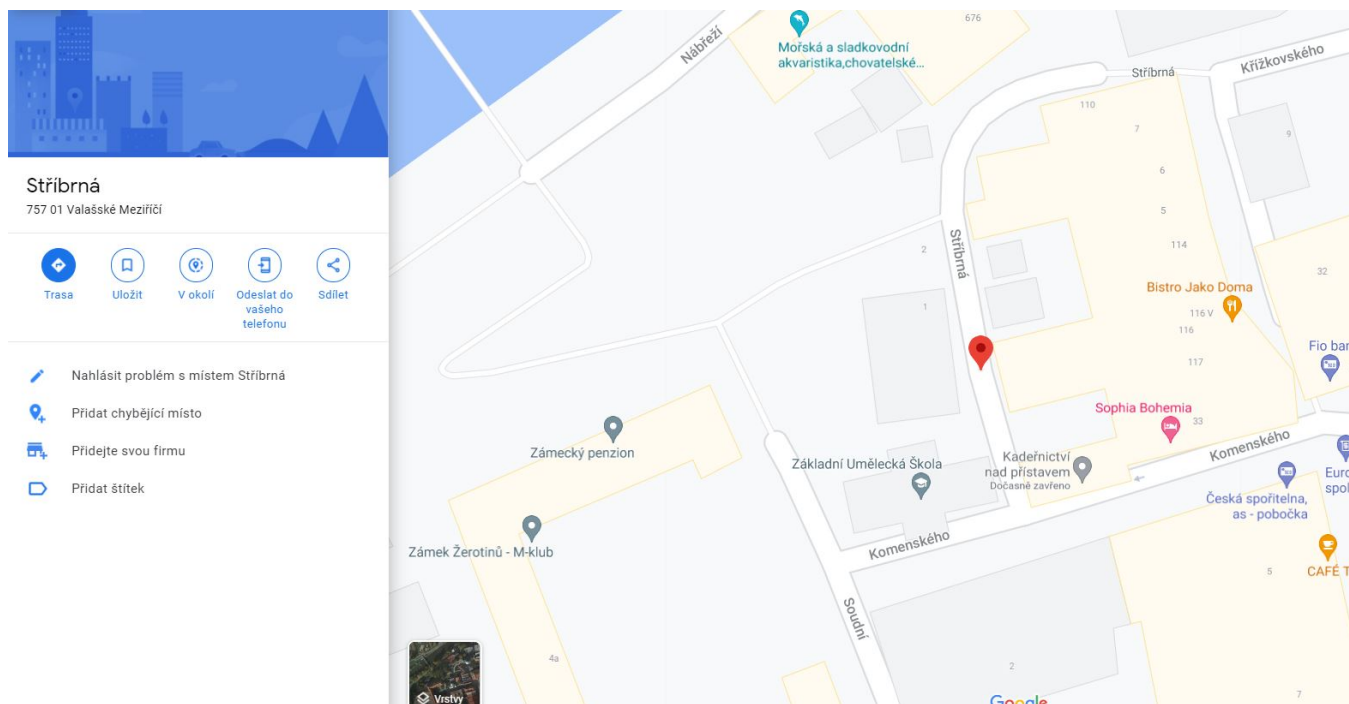 Stříbrná
757 01 Valašské Meziříčí
Trasa
Uložit
V okolí
Odeslat do
vašeho
telefonu
Sdílet
Nahlásit problém s místem Stříbrná
Přidat chybějící místo
Přidejte svou firmu
Přidat štítek
Nábřeží
Mořská a sladkovodní
akvaristika,chovatelské...
676
Stříbrná
Křížkovského
110
7
9
6
5
2
Stříbrná
114
32
Bistro Jako Doma
1
116 V
116
Fio ban
117
Sophia Bohemia
33
Zámecký penzion
Základní Umělecká Škola
Kadeřnictví
nad přístavem
Dočasně zavřeno
Komenského
Česká spořitelna,
as - pobočka
Euro
spol
Zámek Žerotínů - M-klub
Komenského
CAFÉ T
5
Soudní
4a
2
7
Vrstvy
Google